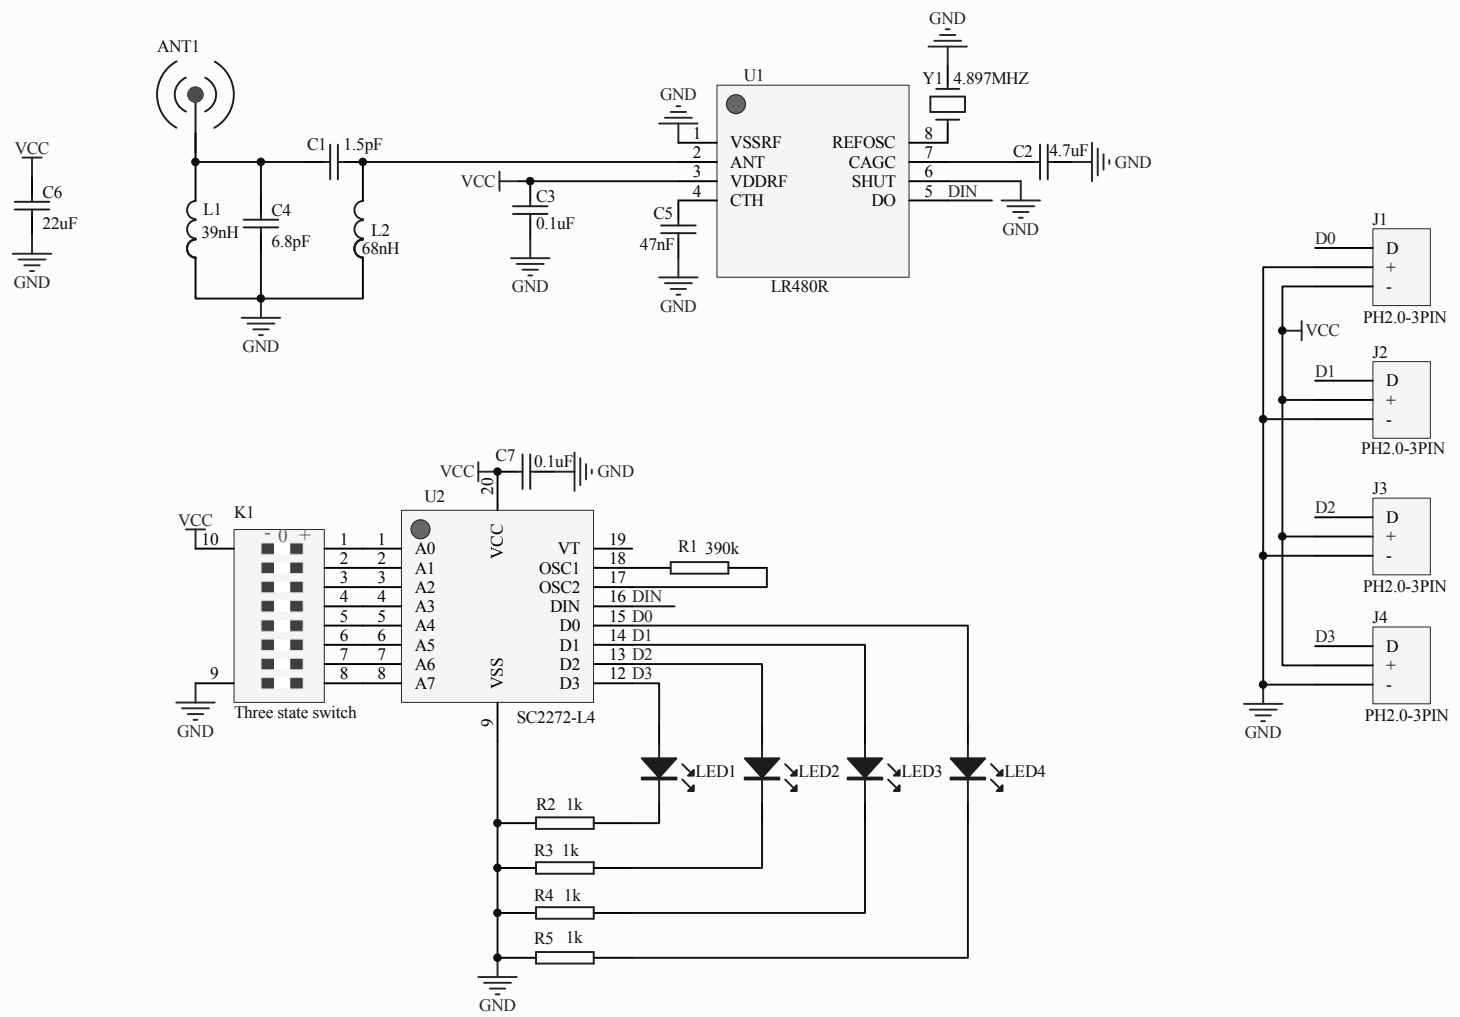 ANT1
VCC
C6
22uF
GND
C1
1.5pF
L1
39nH
C4
6.8pF
L2
68nH
GND
VCC
C3
0.1uF
GND
GND
C5
47nF
GND
U1
1 VSSRF
2 ANT
3 VDDRF
4 CTH
REFOSC 8
CAGC 7
SHUT 6
DO 5 DIN
LR480R
GND
Y1 4.897MHZ
C2 4.7uF GND
GND
J1
D0 D
+
-
PH2.0-3PIN
VCC
J2
D1 D
+
-
PH2.0-3PIN
J3
D2 D
+
-
PH2.0-3PIN
J4
D3 D
+
-
PH2.0-3PIN
GND
VCC
C7
0.1uF
GND
20
U2
K1
VCC
10
- 0 +
9
GND
Three state switch
1 1 A0
2 2 A1
3 3 A2
4 4 A3
5 5 A4
6 6 A5
7 7 A6
8 8 A7
VCC
VSS
9
VT 19
OSC1 18
OSC2 17
DIN 16 DIN
D0 15 D0
D1 14 D1
D2 13 D2
D3 12 D3
SC2272-L4
R1 390k
LED1
LED2
LED3
LED4
R2 1k
R3 1k
R4 1k
R5 1k
GND